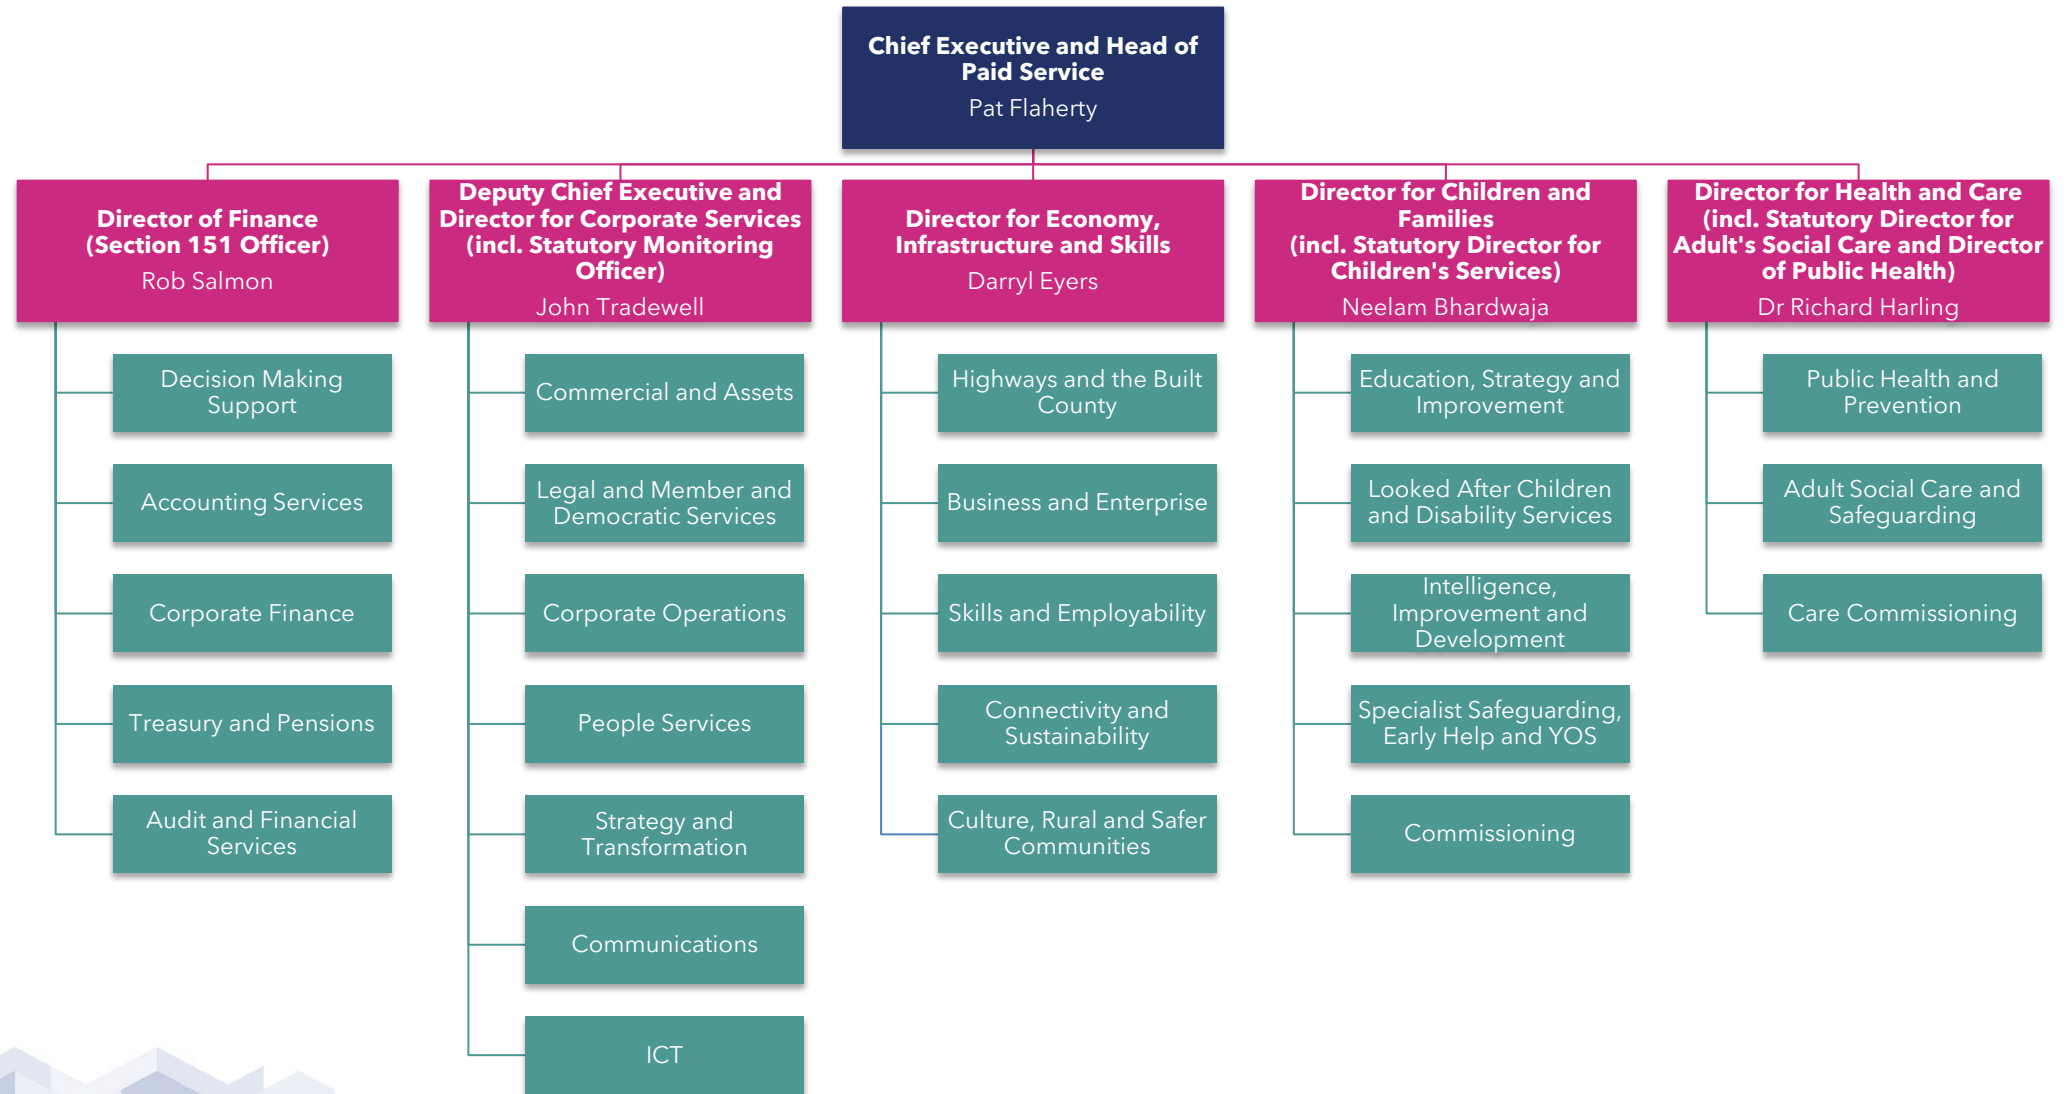 Chief Executive and Head of
Paid Service
Pat Flaherty
Director of Finance
(Section 151 Officer)
Rob Salmon
Deputy Chief Executive and
Director for Corporate Services
(incl. Statutory Monitoring
Officer)
John Tradewell
Director for Economy,
Infrastructure and Skills
Darryl Eyers
Director for Children and
Families
(incl. Statutory Director for
Children's Services)
Neelam Bhardwaja
Director for Health and Care
(incl. Statutory Director for
Adult's Social Care and Director
of Public Health)
Dr Richard Harling
Decision Making
Support
Accounting Services
Corporate Finance
Treasury and Pensions
Audit and Financial
Services
Commercial and Assets
Legal and Member and
Democratic Services
Corporate Operations
People Services
Strategy and
Transformation
Communications
ICT
Highways and the Built
County
Business and Enterprise
Skills and Employability
Connectivity and
Sustainability
Culture, Rural and Safer
Communities
Education, Strategy and
Improvement
Looked After Children
and Disability Services
Intelligence,
Improvement and
Development
Specialist Safeguarding,
Early Help and YOS
Commissioning
Public Health and
Prevention
Adult Social Care and
Safeguarding
Care Commissioning